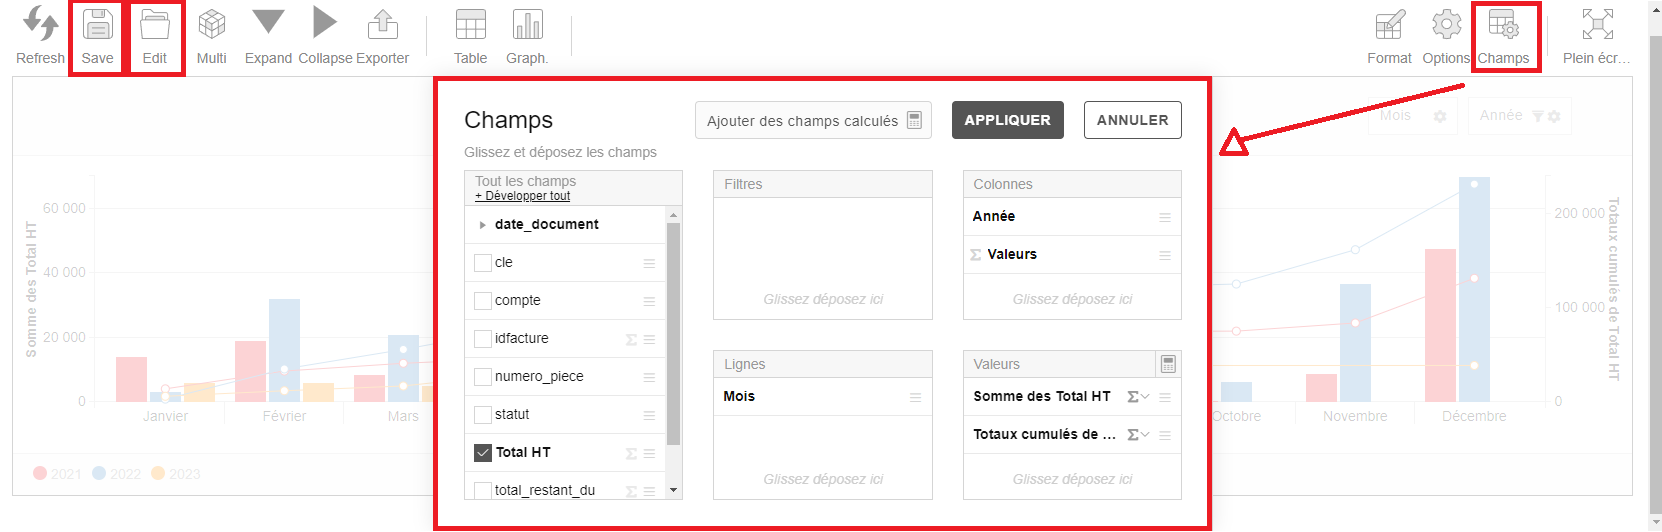 Refresh Save Edit Multi Expand Collapse Exporter Table Graph. Format Options Champs Plein écr...
Mois Année
Champs
Ajouter des champs calculés
APPLIQUER
ANNULER
Glissez et déposez les champs
Tout les champs
+ Développer tout
date_document
cle
compte
idfacture
numero_piece
statut
Total HT
total_restant_du
Filtres
Glissez déposez ici
Colonnes
Année
Σ Valeurs
Glissez déposez ici
Lignes
Mois
Glissez déposez ici
Valeurs
Somme des Total HT
Totaux cumulés de ...
Glissez déposez ici
Somme des Total HT
60 000
40 000
20 000
0
Janvier Février Mars Octobre Novembre Décembre
200 000
100 000
0
Totaux cumulés de Total HT
2021 2022 2023